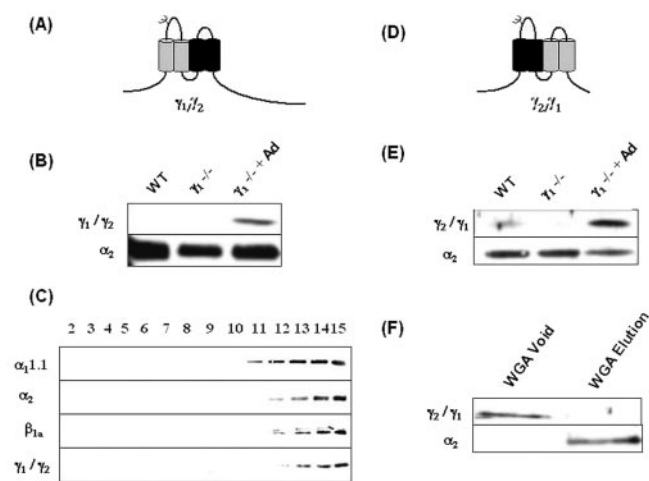 (A)
γ₁/γ₂
(B)
WT
γ₁ -/-
γ₁ -/- + Ad
γ₁ / γ₂
α₂
(C)
2 3 4 5 6 7 8 9 10 11 12 13 14 15
α₁1.1
α₂
β₁ₐ
γ₁ / γ₂
(D)
γ₂/γ₁
(E)
WT
γ₁ -/-
γ₁ -/- + Ad
γ₂ / γ₁
α₂
(F)
WGA Void
WGA Elution
γ₂ / γ₁
α₂